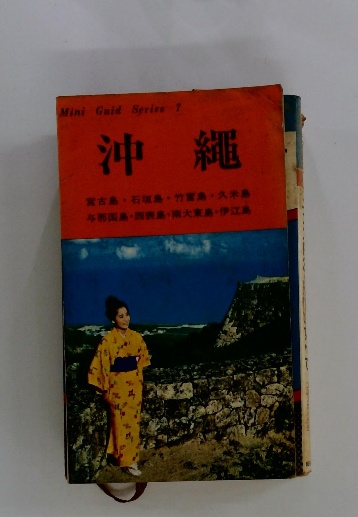 Mini Guid Series 7
沖 縄
宮古島・石垣島・竹富島・久米島
与那国島・西表島・南大東島・伊江島